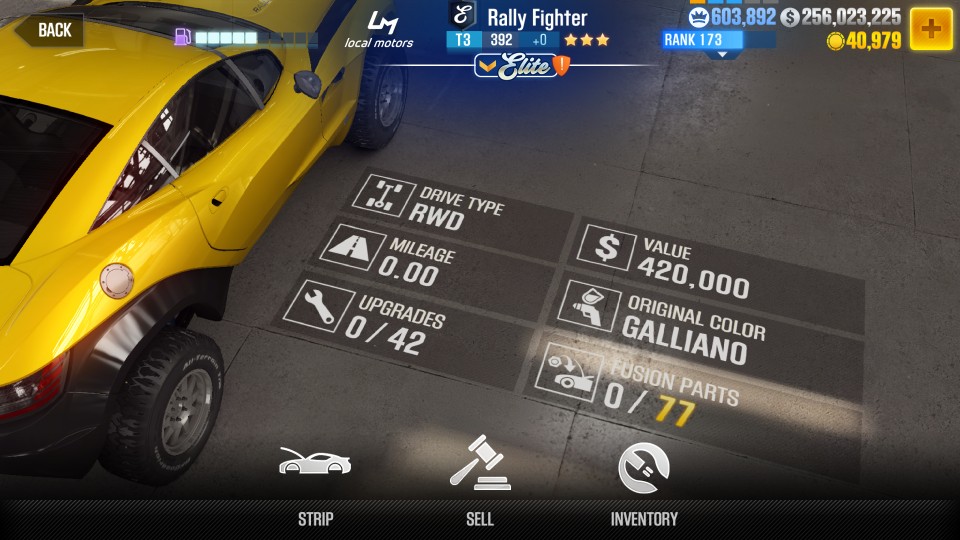 BACK
LM
local motors
Rally Fighter
T3 392 +0
Elite
603,892
256,023,225
RANK 173
40,979
DRIVE TYPE
RWD
MILEAGE
0.00
UPGRADES
0 / 42
VALUE
420,000
ORIGINAL COLOR
GALLIANO
FUSION PARTS
0 / 77
STRIP
SELL
INVENTORY